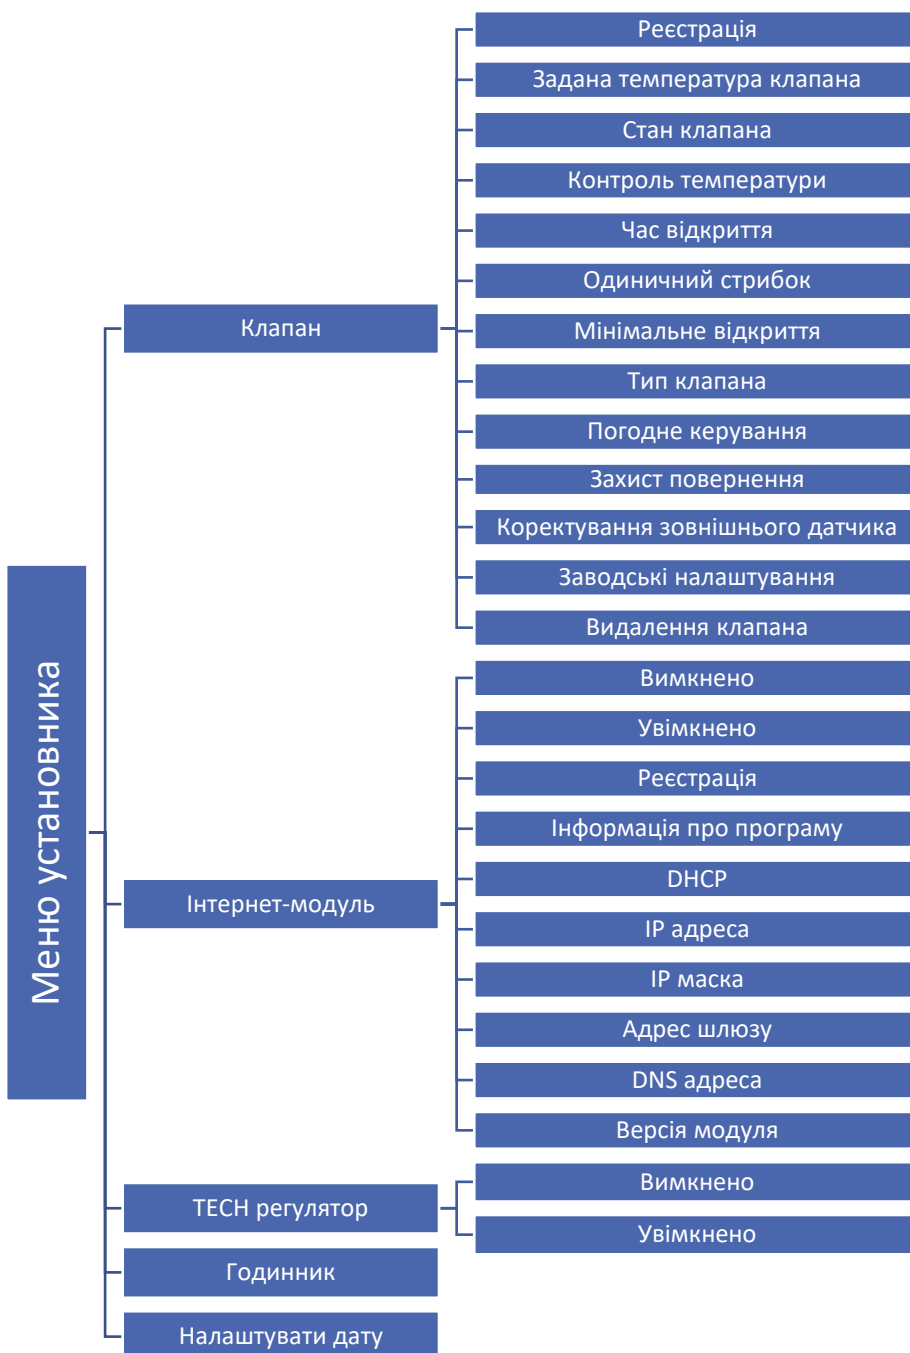 Меню установника
Клапан
Реєстрація
Задана температура клапана
Стан клапана
Контроль температури
Час відкриття
Одиничний стрибок
Мінімальне відкриття
Тип клапана
Погодне керування
Захист повернення
Коректування зовнішнього датчика
Заводські налаштування
Видалення клапана
Інтернет-модуль
Вимкнено
Увімкнено
Реєстрація
Інформація про програму
DHCP
IP адреса
IP маска
Адрес шлюзу
DNS адреса
Версія модуля
TECH регулятор
Вимкнено
Увімкнено
Годинник
Налаштувати дату